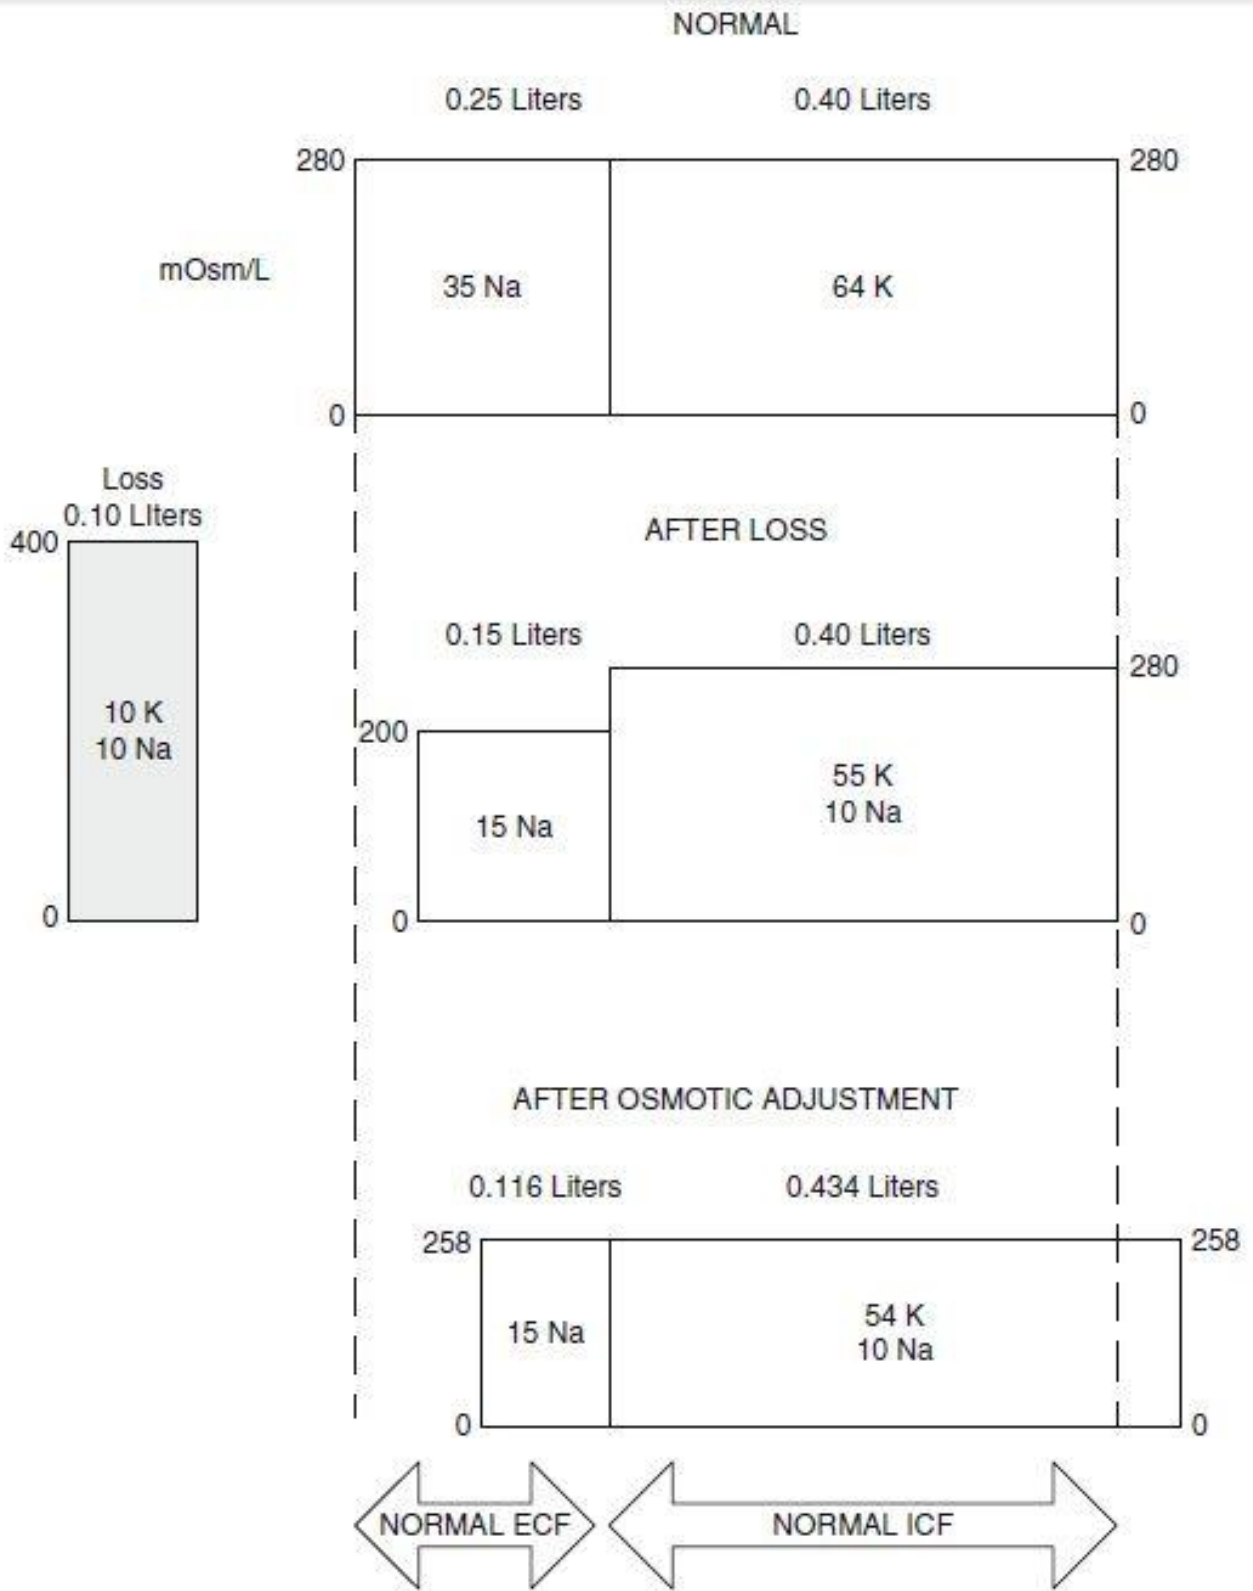 NORMAL
0.25 Liters 0.40 Liters
280 280
mOsm/L
35 Na 64 K
0 0
Loss
0.10 LIters
400
10 K
10 Na
0
AFTER LOSS
0.15 Liters 0.40 Liters
280
200
55 K
10 Na
15 Na
0 0
AFTER OSMOTIC ADJUSTMENT
0.116 Liters 0.434 Liters
258 258
54 K
10 Na
15 Na
0 0
NORMAL ECF NORMAL ICF